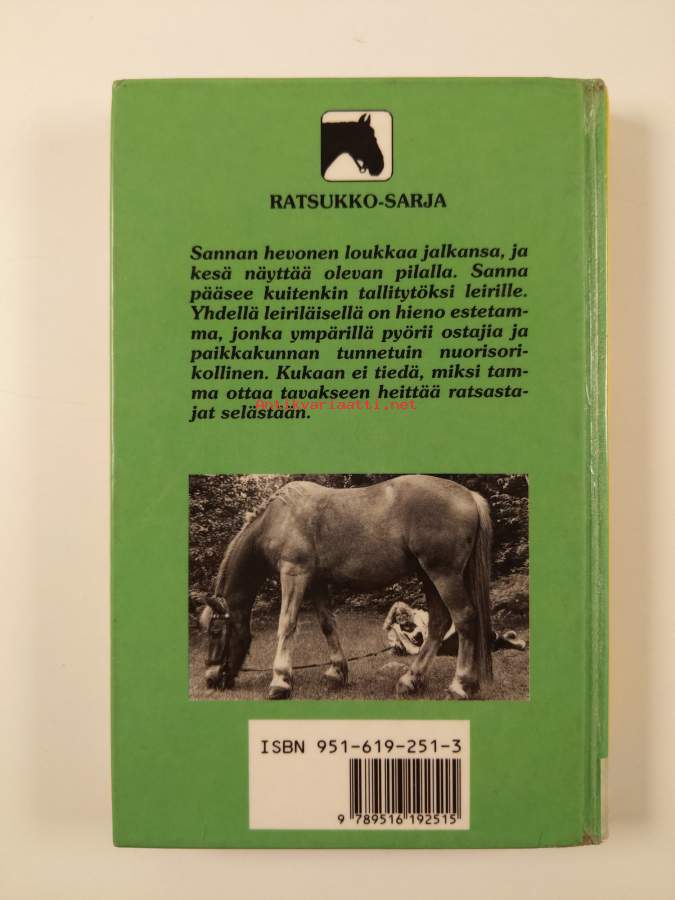 RATSUKKO-SARJA
Sannan hevonen loukkaa jalkansa, ja
kesä näyttää olevan pilalla. Sanna
pääsee kuitenkin tallitytöksi leirille.
Yhdellä leiriläisellä on hieno estetam-
ma, jonka ympärillä pyörii ostajia ja
paikkakunnan tunnetuin nuorisori-
kollinen. Kukaan ei tiedä, miksi tam-
ma ottaa tavakseen heittää ratsasta-
Antikvariaatti.net
jat selästään.
ISBN 951-619-251-3
9 789516 192515